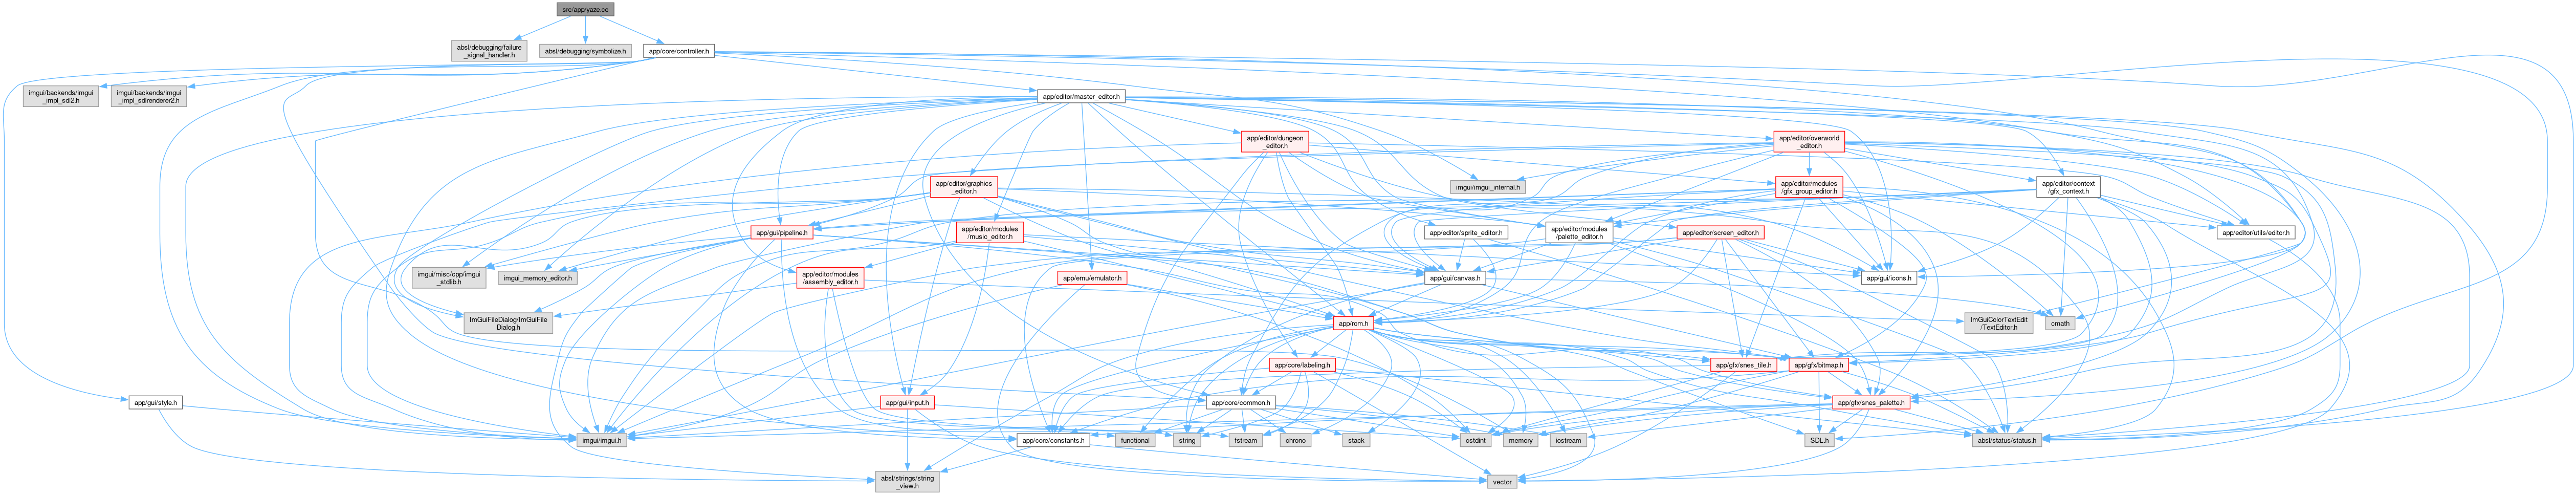 src/app/yaze.cc
absl/debugging/failure
_signal_handler.h
absl/debugging/symbolize.h
app/core/controller.h
imgui/backends/imgui
_impl_sdl2.h
imgui/backends/imgui
_impl_sdlrenderer2.h
app/editor/master_editor.h
app/editor/dungeon
_editor.h
app/editor/overworld
_editor.h
app/editor/graphics
_editor.h
imgui/imgui_internal.h
app/editor/modules
/gfx_group_editor.h
app/editor/context
/gfx_context.h
app/gui/pipeline.h
app/editor/modules
/music_editor.h
app/editor/sprite_editor.h
app/editor/modules
/palette_editor.h
app/editor/screen_editor.h
app/editor/utils/editor.h
imgui/misc/cpp/imgui
_stdlib.h
imgui_memory_editor.h
app/editor/modules
/assembly_editor.h
app/emu/emulator.h
app/gui/canvas.h
app/gui/icons.h
ImGuiFileDialog/ImGuiFile
Dialog.h
app/rom.h
ImGuiColorTextEdit
/TextEditor.h
cmath
app/core/labeling.h
app/gfx/snes_tile.h
app/gfx/bitmap.h
app/gui/style.h
app/gui/input.h
app/core/common.h
app/gfx/snes_palette.h
imgui/imgui.h
app/core/constants.h
functional
string
fstream
chrono
stack
cstdint
memory
iostream
SDL.h
absl/status/status.h
absl/strings/string
_view.h
vector